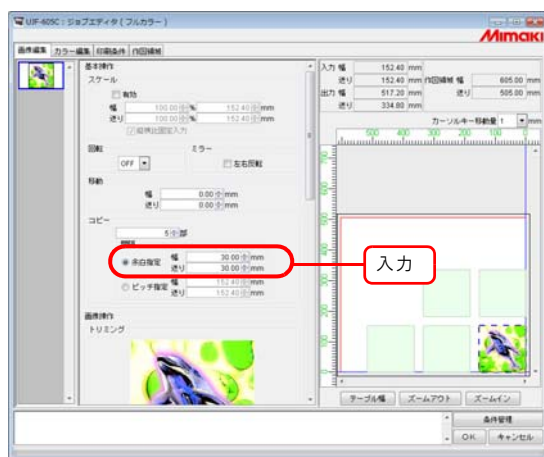 UJF-605C : ジョブエディタ ( フルカラー )
Mimaki
画像編集 カラー編集 印刷条件 作図領域
基本操作
スケール
有効
幅 100.00 % 152.40 mm
送り 100.00 % 152.40 mm
縦横比固定入力
回転 ミラー
OFF 左右反転
移動
幅 0.00 mm
送り 0.00 mm
コピー
5 部
間隔
余白指定 幅 30.00 mm
送り 30.00 mm
ピッチ指定 幅 152.40 mm
送り 152.40 mm
画像操作
トリミング
入力 幅 152.40 mm
送り 152.40 mm 作図領域 幅 605.00 mm
出力 幅 517.20 mm 送り 505.00 mm
送り 334.80 mm
カーソルキー移動量 1 mm
500 400 300 200 100 0
入力
テーブル幅 ズームアウト ズームイン
条件管理
OK キャンセル